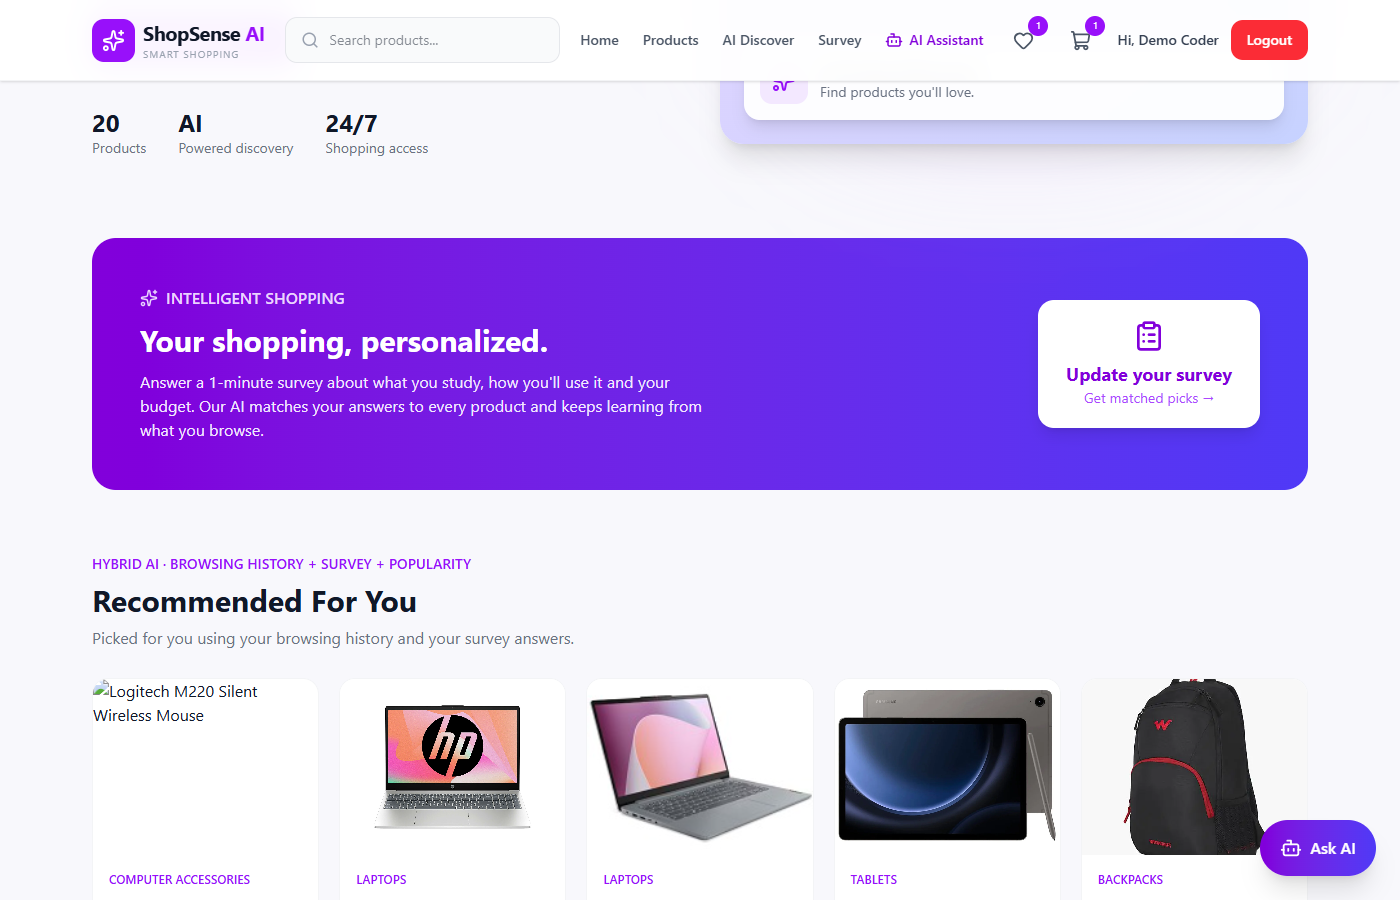 ShopSense AI
SMART SHOPPING
Search products...
Home
Products
AI Discover
Survey
AI Assistant
1
1
Hi, Demo Coder
Logout
Find products you'll love.
20
Products
AI
Powered discovery
24/7
Shopping access
INTELLIGENT SHOPPING
Your shopping, personalized.
Answer a 1-minute survey about what you study, how you'll use it and your
budget. Our AI matches your answers to every product and keeps learning from
what you browse.
Update your survey
Get matched picks →
HYBRID AI · BROWSING HISTORY + SURVEY + POPULARITY
Recommended For You
Picked for you using your browsing history and your survey answers.
Logitech M220 Silent
Wireless Mouse
hp
COMPUTER ACCESSORIES
LAPTOPS
LAPTOPS
TABLETS
BACKPACKS
Ask AI